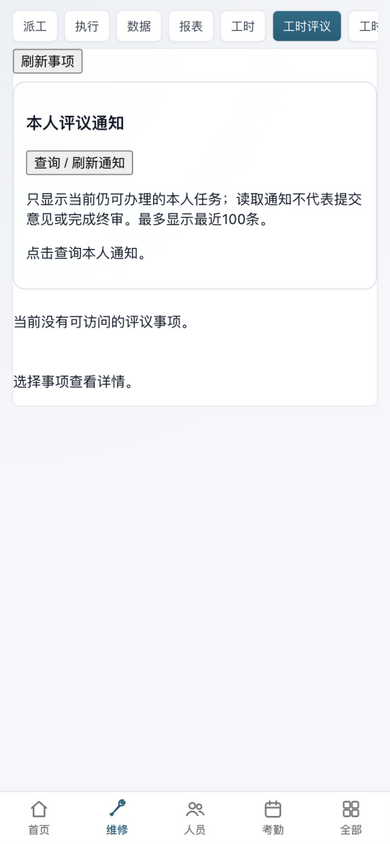 派工 执行 数据 报表 工时 工时评议
刷新事项
本人评议通知
查询 / 刷新通知
只显示当前仍可办理的本人任务；读取通知不代表提交
意见或完成终审。最多显示最近100条。
点击查询本人通知。
当前没有可访问的评议事项。
选择事项查看详情。
首页 维修 人员 考勤 全部